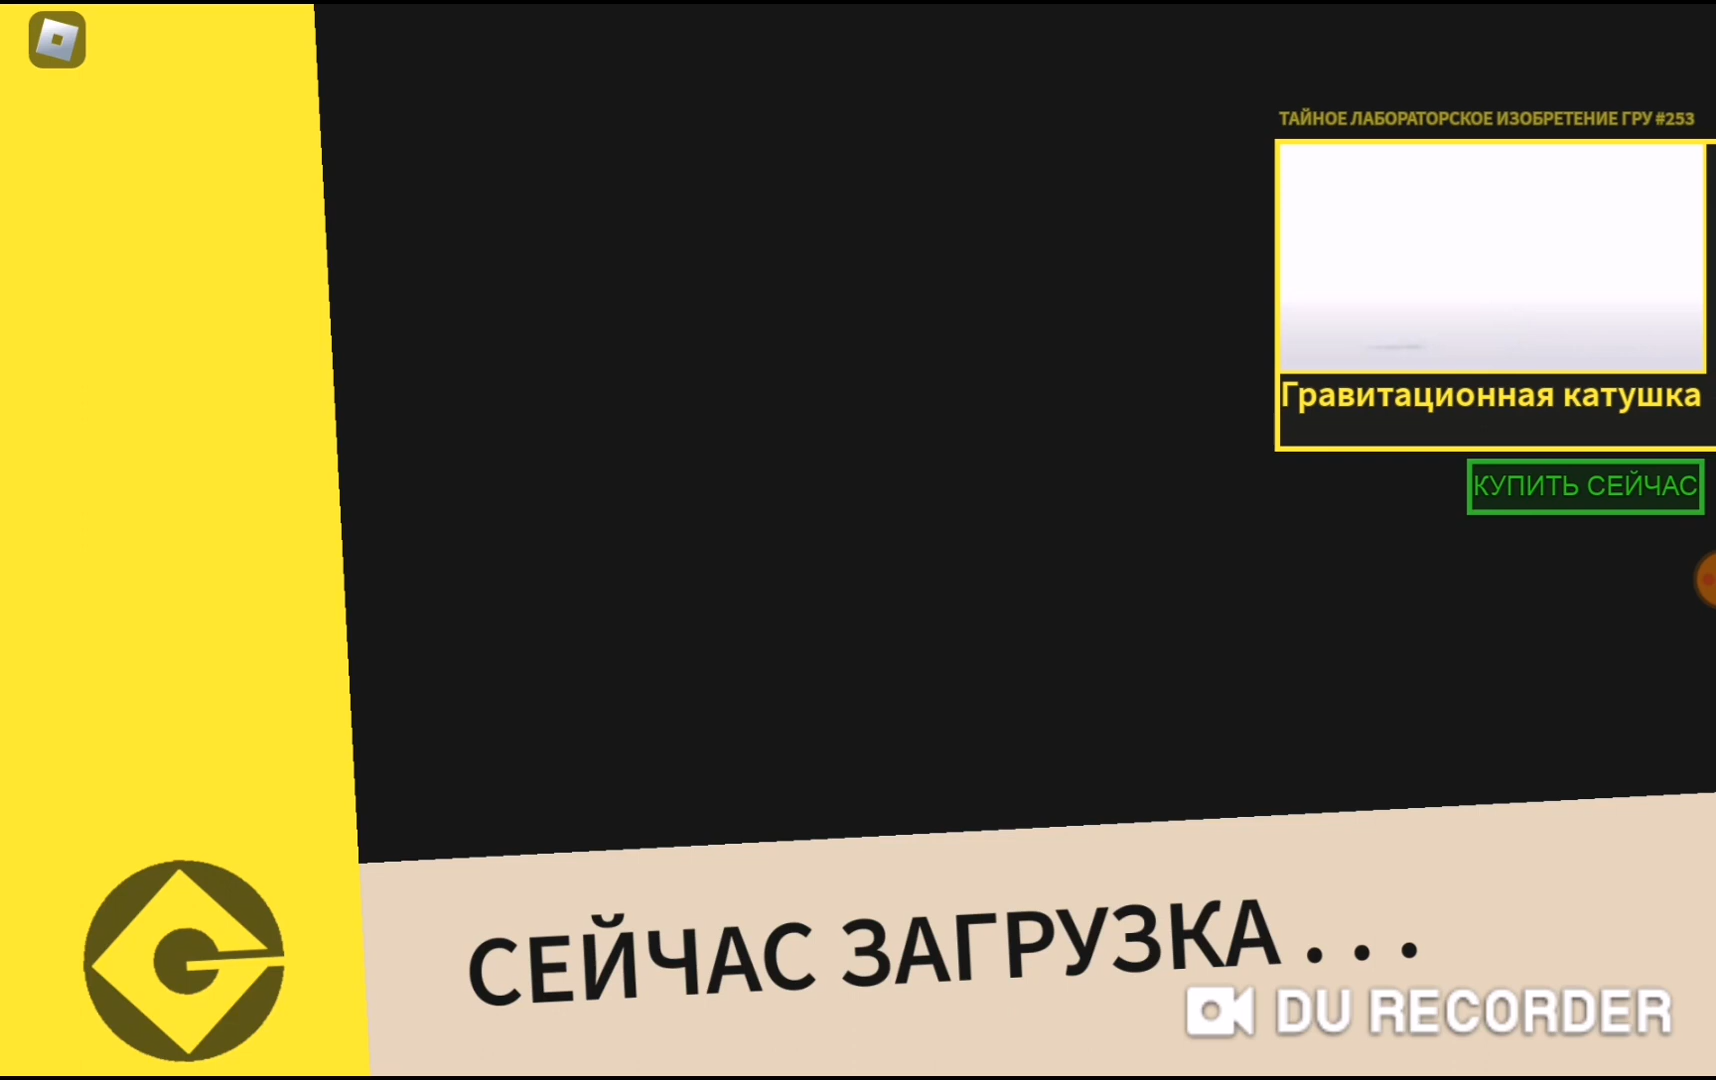 ТАЙНОЕ ЛАБОРАТОРСКОЕ ИЗОБРЕТЕНИЕ ГРУ #253
Гравитационная катушка
КУПИТЬ СЕЙЧАС
СЕЙЧАС ЗАГРУЗКА . . .
DU RECORDER